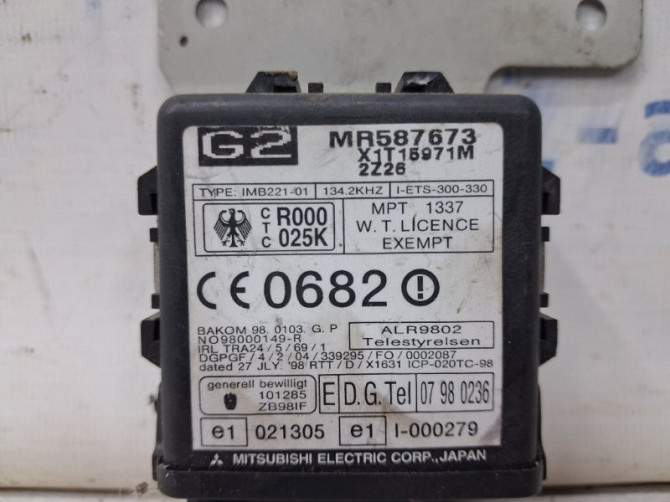 G2 MR587673
X1T15971M
2Z26
TYPE: IMB221-01 134.2KHZ I-ETS-300-330
CTC R000 025K
MPT 1337
W. T. LICENCE
EXEMPT
CE 0682
BAKOM 98. 0103. G. P
NO98000149-R
IRL TRA24 / 5 / 69 / 1
ALR9802
Telestyrelsen
DGPGF / 4 / 2 / 04 / 339295 / FO / 0002087
dated 27 JLY. '98 RTT / D / X1631 ICP-020TC-98
generell bewilligt
101285
ZB98IF
E D. G. Tel 07 98 0236
e1 021305 e1 I-000279
MITSUBISHI ELECTRIC CORP., JAPAN